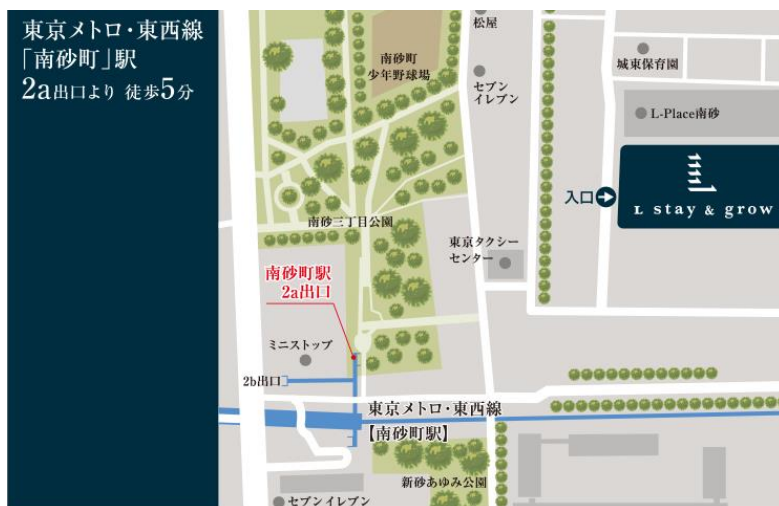 東京メトロ・東西線
「南砂町」駅
2a出口より 徒歩5分
松屋
南砂町
少年野球場
セブン
イレブン
城東保育園
L-Place南砂
入口
L stay & grow
南砂三丁目公園
東京タクシー
センター
南砂町駅
2a出口
ミニストップ
2b出口
東京メトロ・東西線
【南砂町駅】
新砂あゆみ公園
セブンイレブン